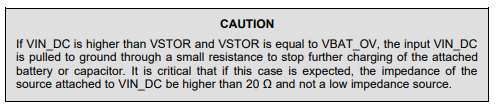 CAUTION
If VIN_DC is higher than VSTOR and VSTOR is equal to VBAT_OV, the input VIN_DC
is pulled to ground through a small resistance to stop further charging of the attached
battery or capacitor. It is critical that if this case is expected, the impedance of the
source attached to VIN_DC be higher than 20 Ω and not a low impedance source.